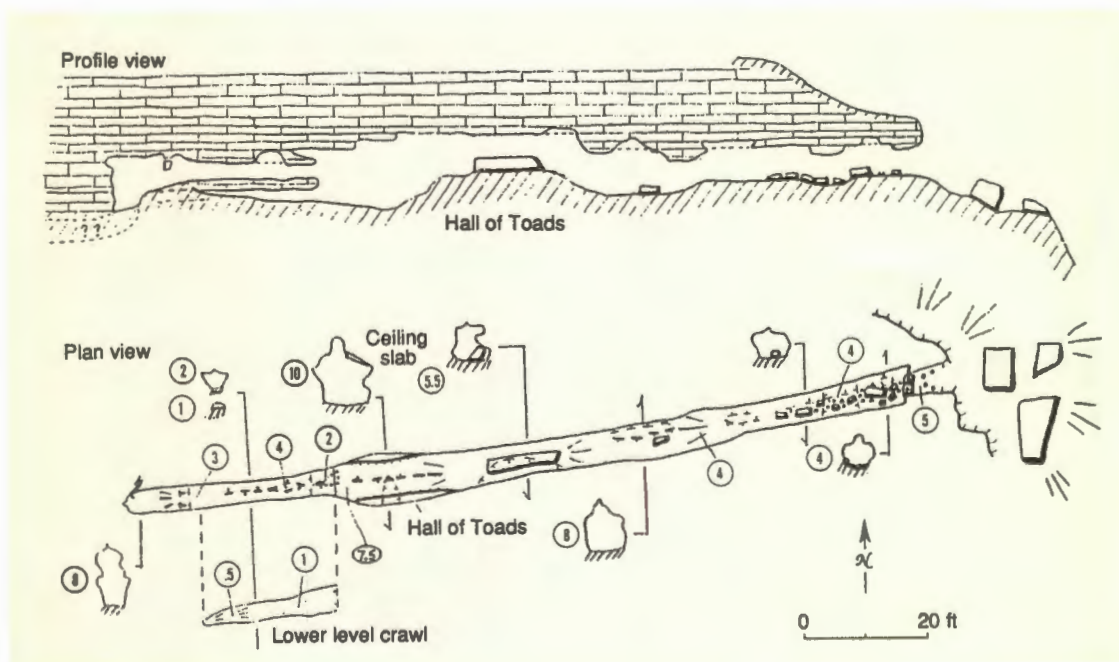 Profile view
??
Hall of Toads
Plan view
Ceiling
slab
2
1
10
5.5
4
5
3
4
2
4
4
Hall of Toads
7.5
8
8
.5
1
Lower level crawl
N
0 20 ft